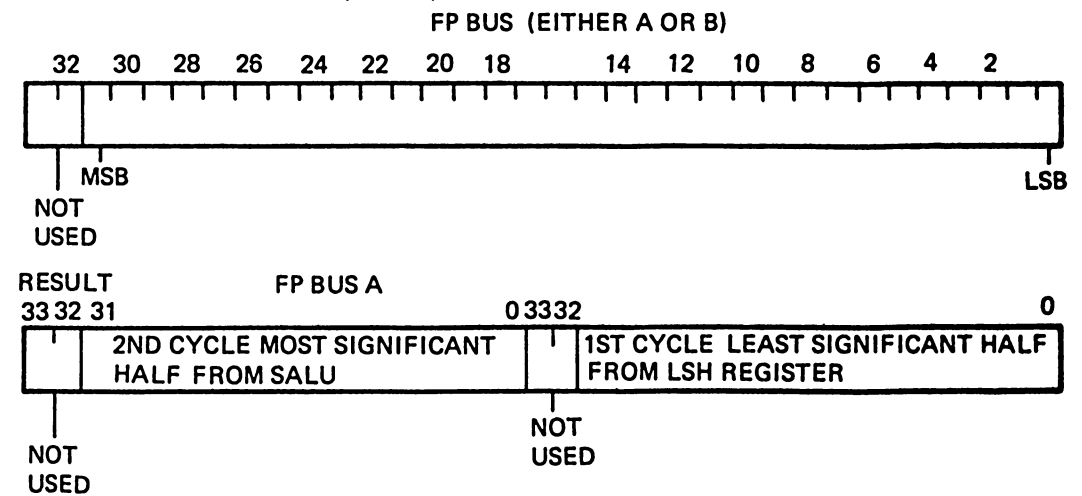 FP BUS (EITHER A OR B)
32 30 28 26 24 22 20 18 14 12 10 8 6 4 2
MSB
LSB
NOT
USED
RESULT
FP BUS A
33 32 31 0 33 32 0
2ND CYCLE MOST SIGNIFICANT
HALF FROM SALU
1ST CYCLE LEAST SIGNIFICANT HALF
FROM LSH REGISTER
NOT
USED
NOT
USED